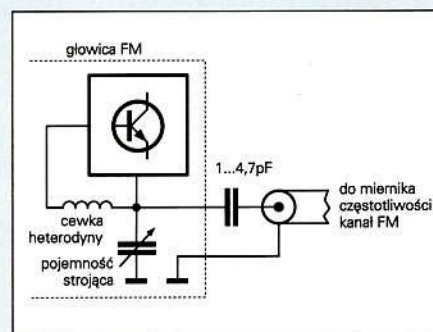 głowica FM
1...4,7pF
do miernika
częstotliwości
kanał FM
cewka
heterodyny
pojemność
strojąca